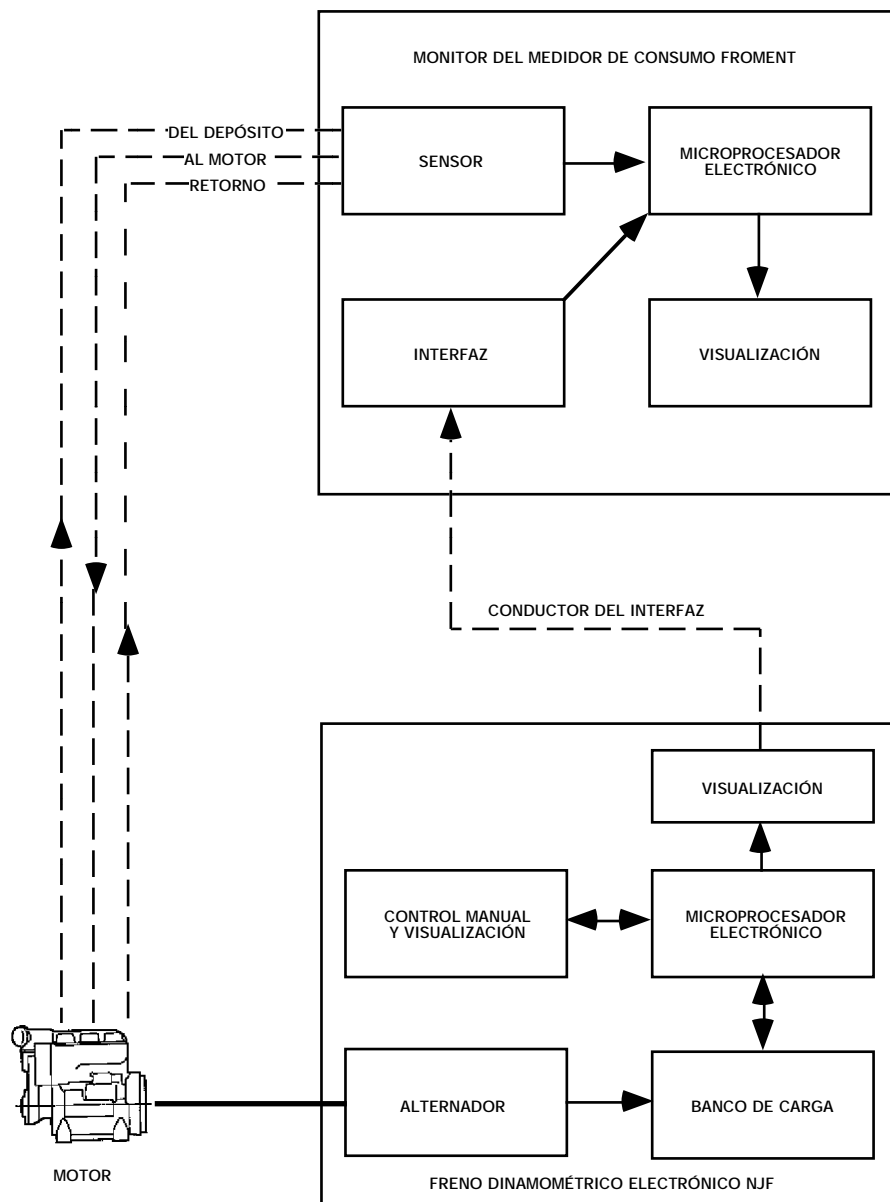 MONITOR DEL MEDIDOR DE CONSUMO FROMENT
DEL DEPÓSITO
AL MOTOR
RETORNO
SENSOR
MICROPROCESADOR
ELECTRÓNICO
INTERFAZ
VISUALIZACIÓN
CONDUCTOR DEL INTERFAZ
VISUALIZACIÓN
CONTROL MANUAL
Y VISUALIZACIÓN
MICROPROCESADOR
ELECTRÓNICO
ALTERNADOR
BANCO DE CARGA
MOTOR
FRENO DINAMOMÉTRICO ELECTRÓNICO NJF